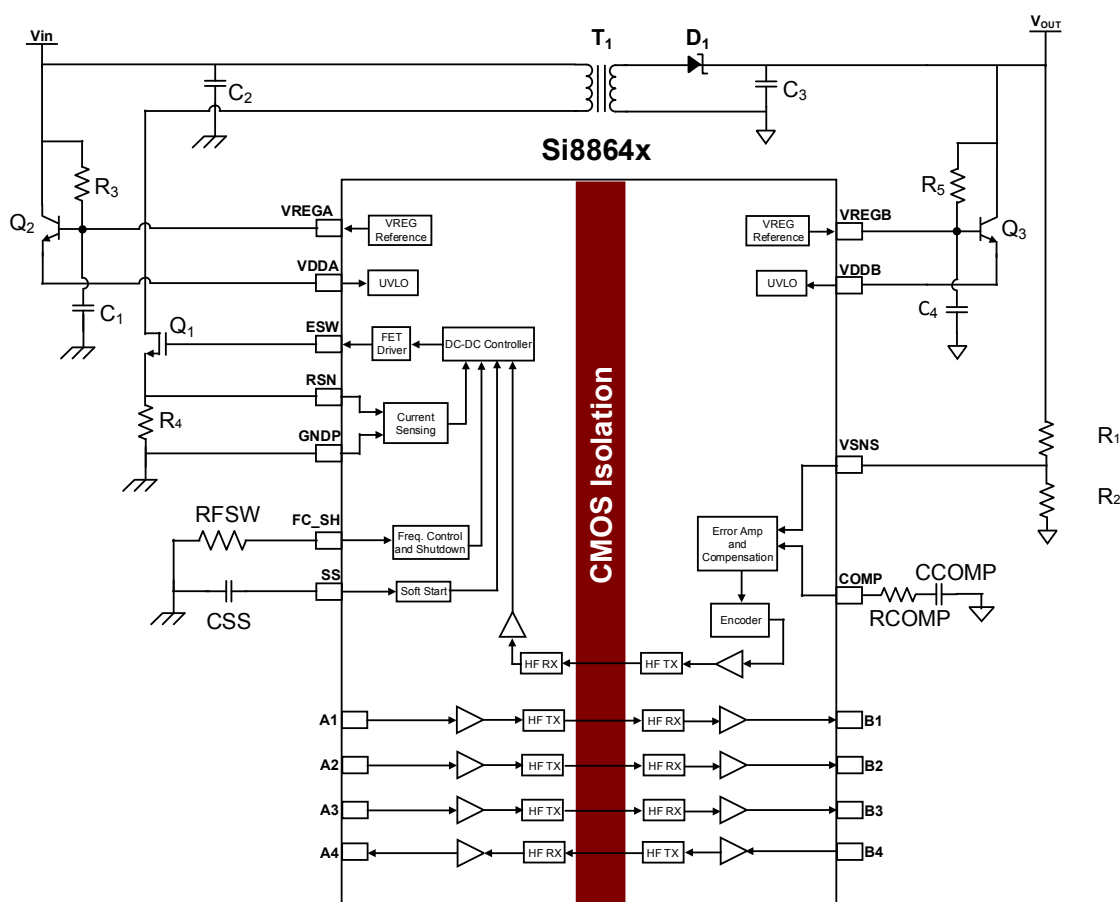 Vin
T1
D1
VOUT
C2
C3
Si8864x
R3
R5
Q2
VREGA
VREG
Reference
VREG
Reference
VREGB
Q3
VDDA
UVLO
UVLO
VDDB
C1
C4
Q1
ESW
FET
Driver
DC-DC Controller
RSN
R4
Current
Sensing
GNDP
R1
VSNS
R2
CMOS Isolation
RFSW
FC_SH
Freq. Control
and Shutdown
Error Amp
and
Compensation
SS
Soft Start
CSS
COMP
CCOMP
RCOMP
Encoder
HF RX
HF TX
A1
HF TX
HF RX
B1
A2
HF TX
HF RX
B2
A3
HF TX
HF RX
B3
A4
HF RX
HF TX
B4